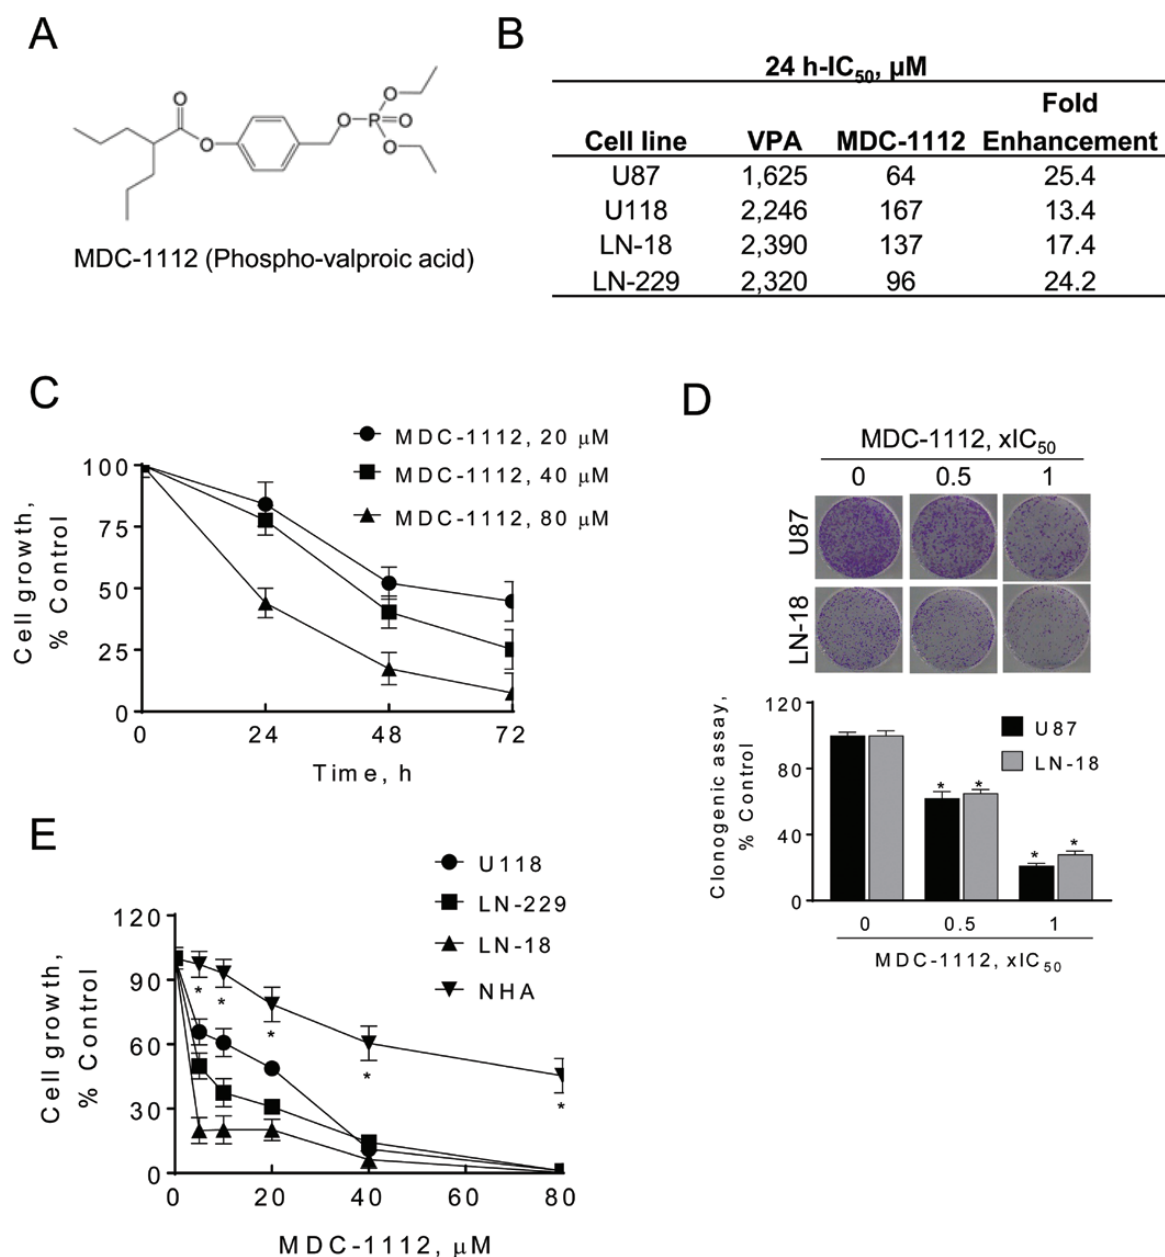 A
O
O
O
P
O
O
O
MDC-1112 (Phospho-valproic acid)
B
24 h-IC50, µM
Cell line VPA MDC-1112 Fold Enhancement
U87 1,625 64 25.4
U118 2,246 167 13.4
LN-18 2,390 137 17.4
LN-229 2,320 96 24.2
C
MDC-1112, 20 µM
MDC-1112, 40 µM
MDC-1112, 80 µM
Cell growth,
% Control
100
75
50
25
0
0 24 48 72
Time, h
D
MDC-1112, xIC50
0 0.5 1
U87
LN-18
Clonogenic assay,
% Control
120
80
40
0
U87
LN-18
* *
* *
0 0.5 1
MDC-1112, xIC50
E
U118
LN-229
LN-18
NHA
Cell growth,
% Control
120
90
60
30
0
* * * * *
0 20 40 60 80
MDC-1112, µM